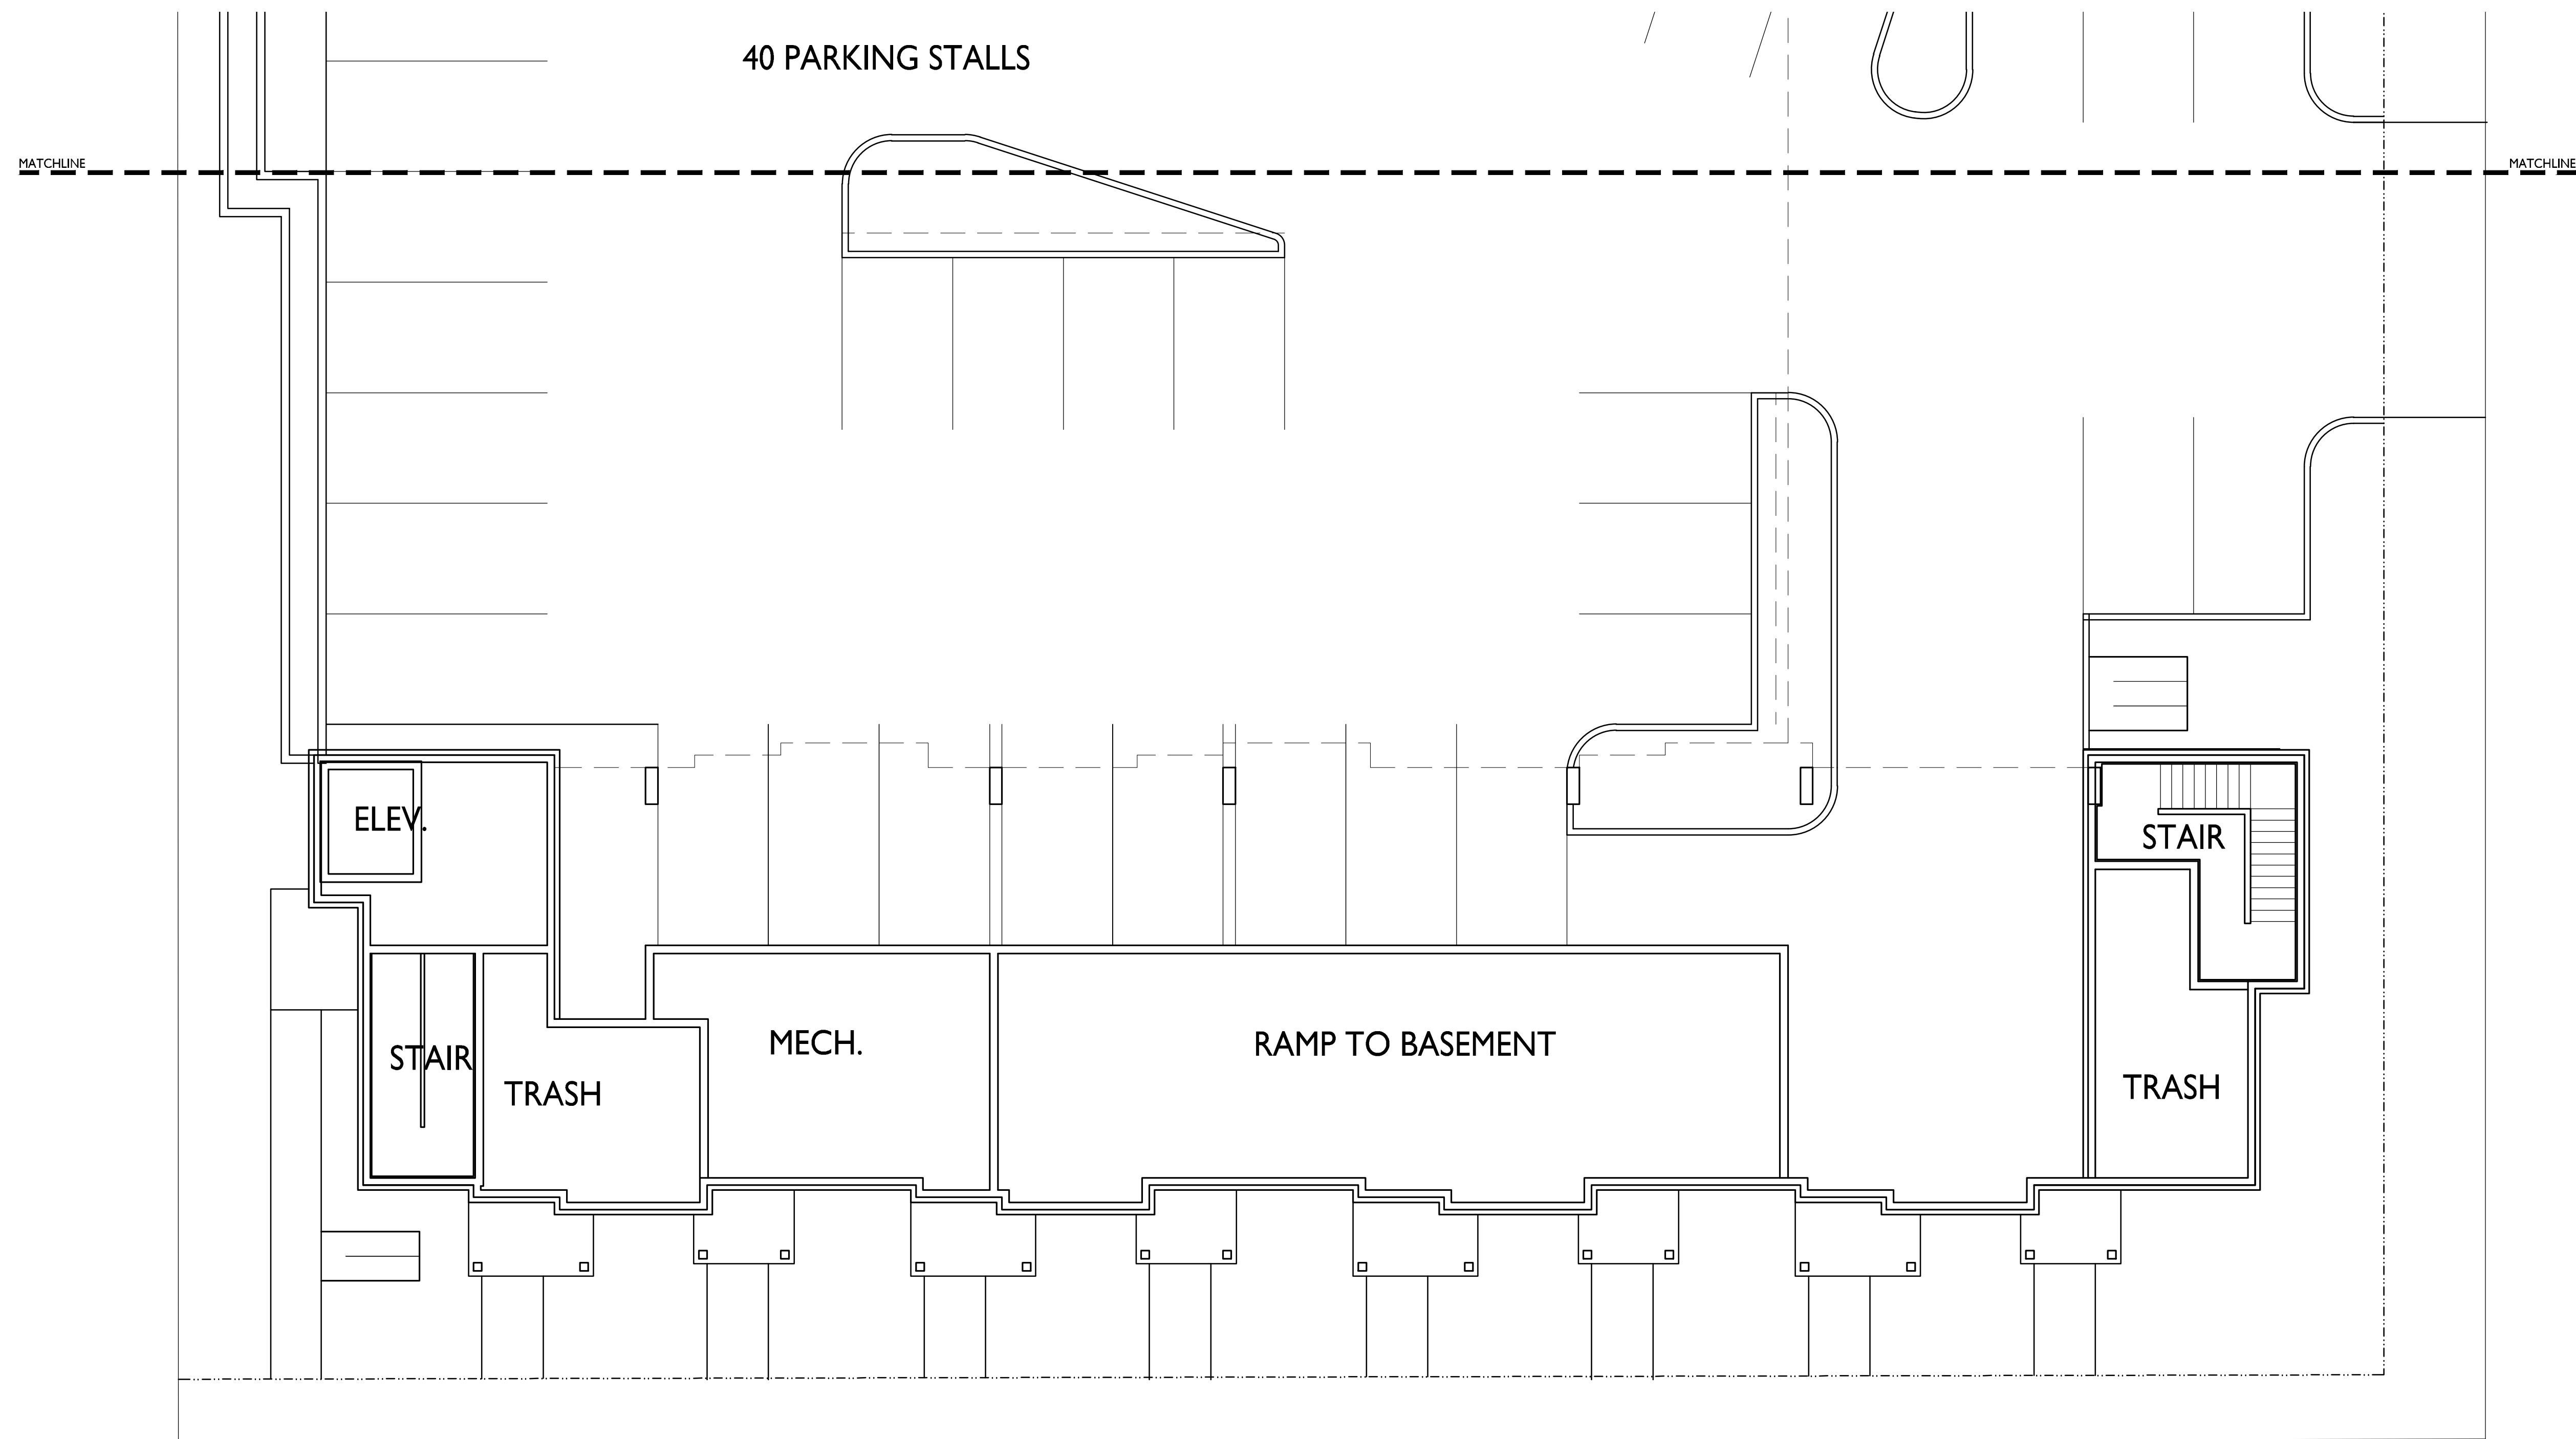 40 PARKING STALLS
MATCHLINE
MATCHLINE
ELEV.
STAIR
STAIR
TRASH
MECH.
RAMP TO BASEMENT
TRASH